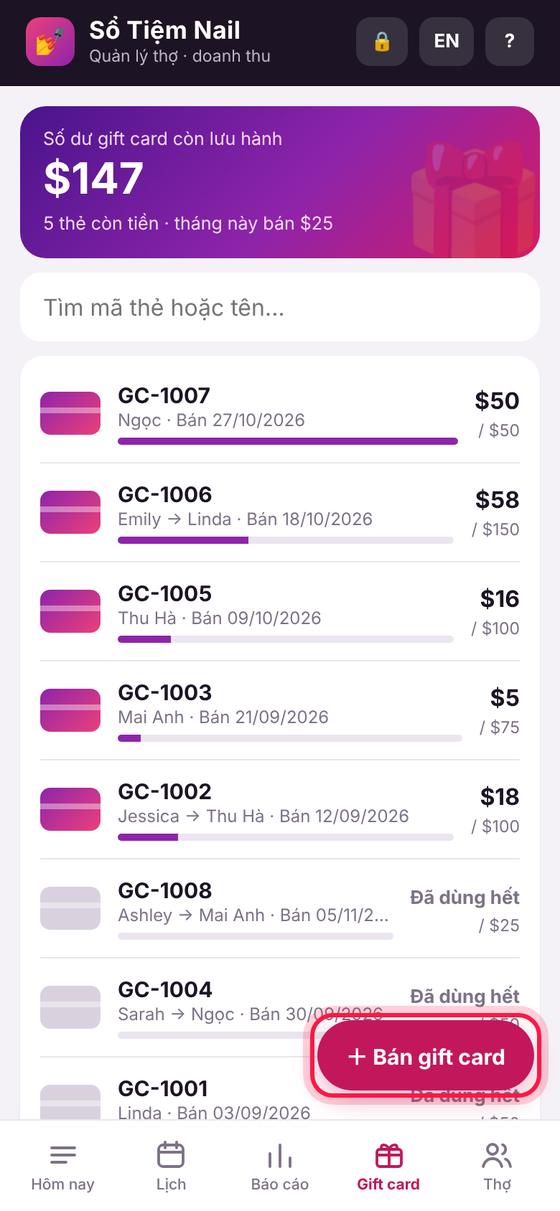 Sổ Tiệm Nail
Quản lý thợ · doanh thu
EN
?
Số dư gift card còn lưu hành
$147
5 thẻ còn tiền · tháng này bán $25
Tìm mã thẻ hoặc tên...
GC-1007
$50
Ngọc · Bán 27/10/2026
/ $50
GC-1006
$58
Emily → Linda · Bán 18/10/2026
/ $150
GC-1005
$16
Thu Hà · Bán 09/10/2026
/ $100
GC-1003
$5
Mai Anh · Bán 21/09/2026
/ $75
GC-1002
$18
Jessica → Thu Hà · Bán 12/09/2026
/ $100
GC-1008
Đã dùng hết
Ashley → Mai Anh · Bán 05/11/2...
/ $25
GC-1004
Đã dùng hết
Sarah → Ngọc · Bán 30/09/2026
+ Bán gift card
GC-1001
Đã dùng hết
Linda · Bán 03/09/2026
Hôm nay
Lịch
Báo cáo
Gift card
Thợ